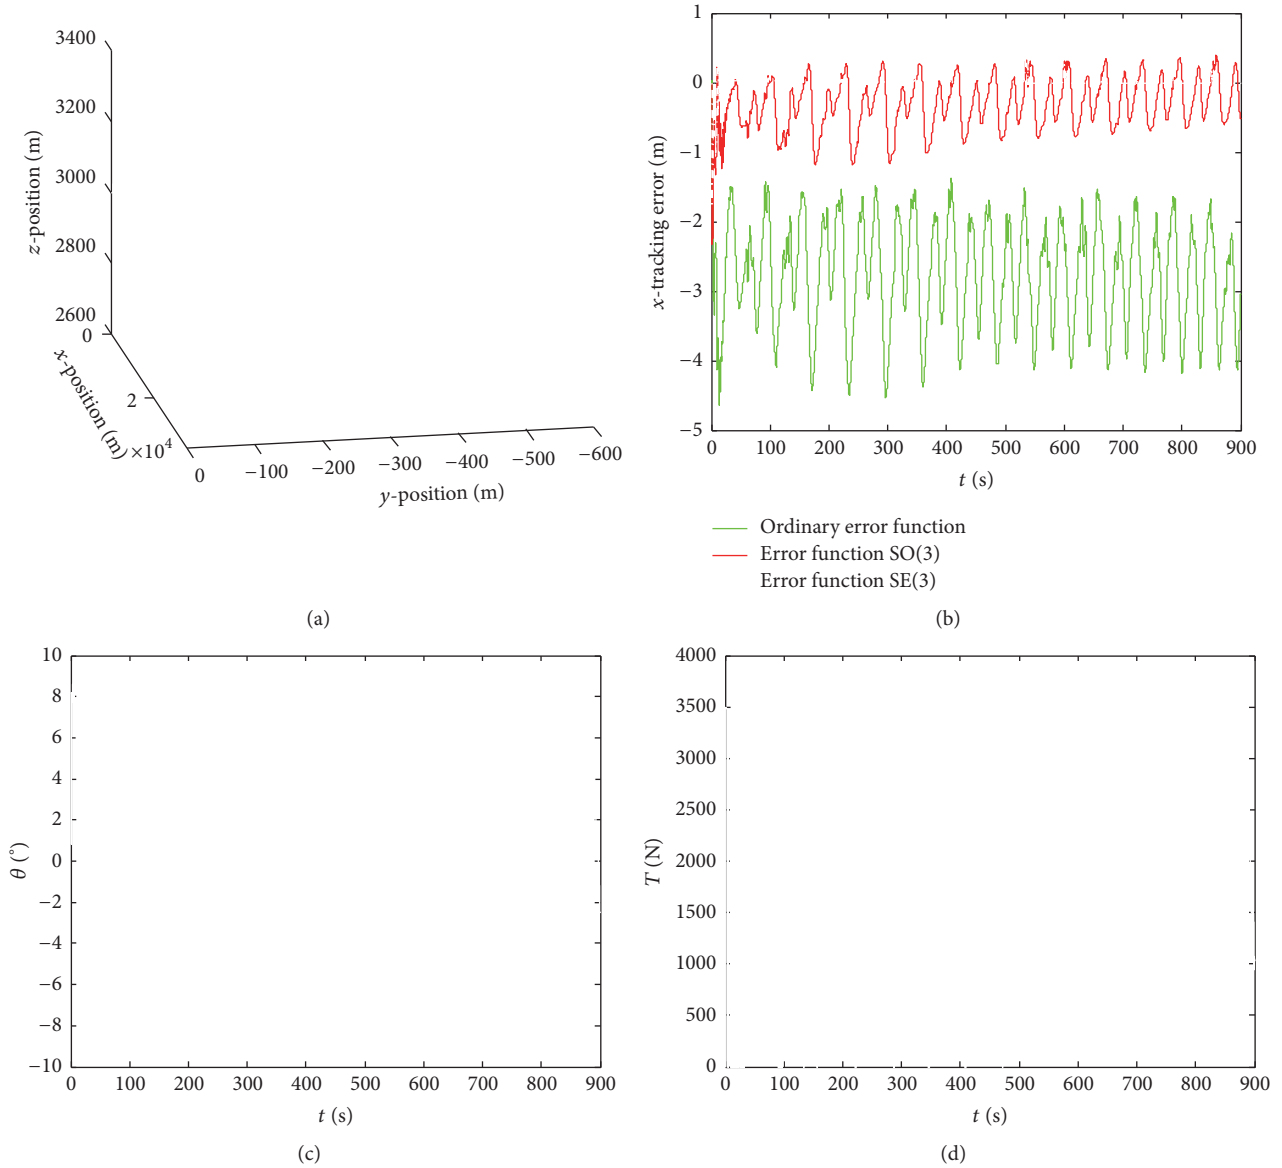 3400
3200
3000
2800
2600
z-position (m)
0
2
×10⁴
x-position (m)
0
−100
−200
−300
−400
−500
−600
y-position (m)
(a)
1
0
−1
−2
−3
−4
−5
x-tracking error (m)
0 100 200 300 400 500 600 700 800 900
t (s)
Ordinary error function
Error function SO(3)
Error function SE(3)
(b)
10
8
6
4
2
0
−2
−4
−6
−8
−10
θ (°)
0 100 200 300 400 500 600 700 800 900
t (s)
(c)
4000
3500
3000
2500
2000
1500
1000
500
0
T (N)
0 100 200 300 400 500 600 700 800 900
t (s)
(d)